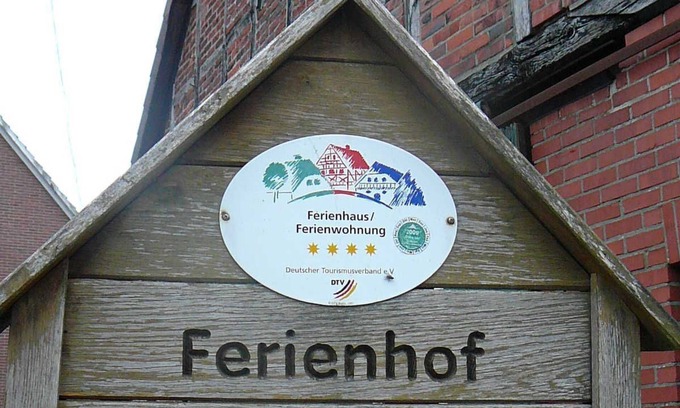 Ferienhaus/
Ferienwohnung
Deutscher Tourismusverband e.V.
DTV
Ferienhof